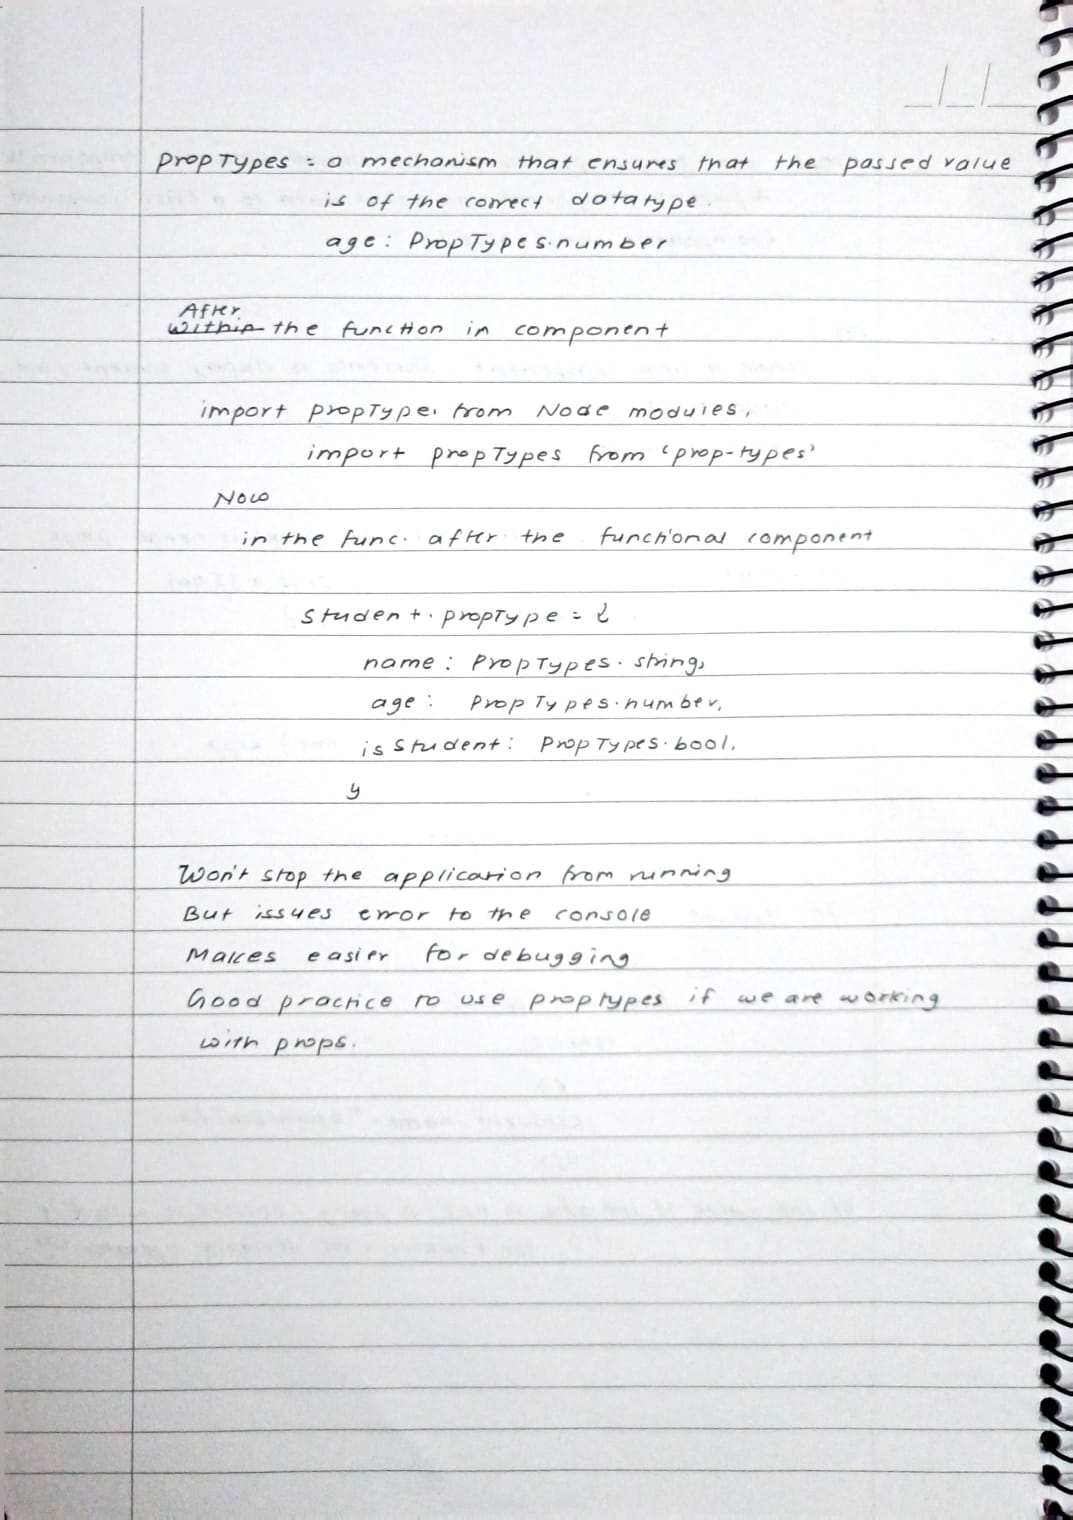 PropTypes = a mechanism that ensures that the passed value
is of the correct datatype.
age: PropTypes.number
After
Within the function in component
import propType. from Node modules,
import propTypes from 'prop-types'
Now
in the func. after the functional component
Student.propType = {
name: PropTypes.string,
age: PropTypes.number,
isStudent: PropTypes.bool,
}
Won't stop the application from running
But issues error to the console
Makes easier for debugging
Good practice to use proptypes if we are working
with props.